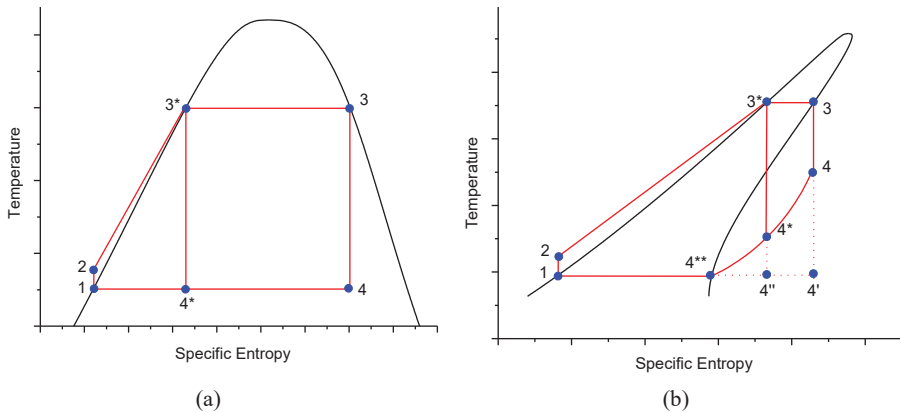 Temperature
3*
3
2
1
4*
4
Specific Entropy
(a)
Temperature
3*
3
4
2
4*
1
4**
4''
4'
Specific Entropy
(b)